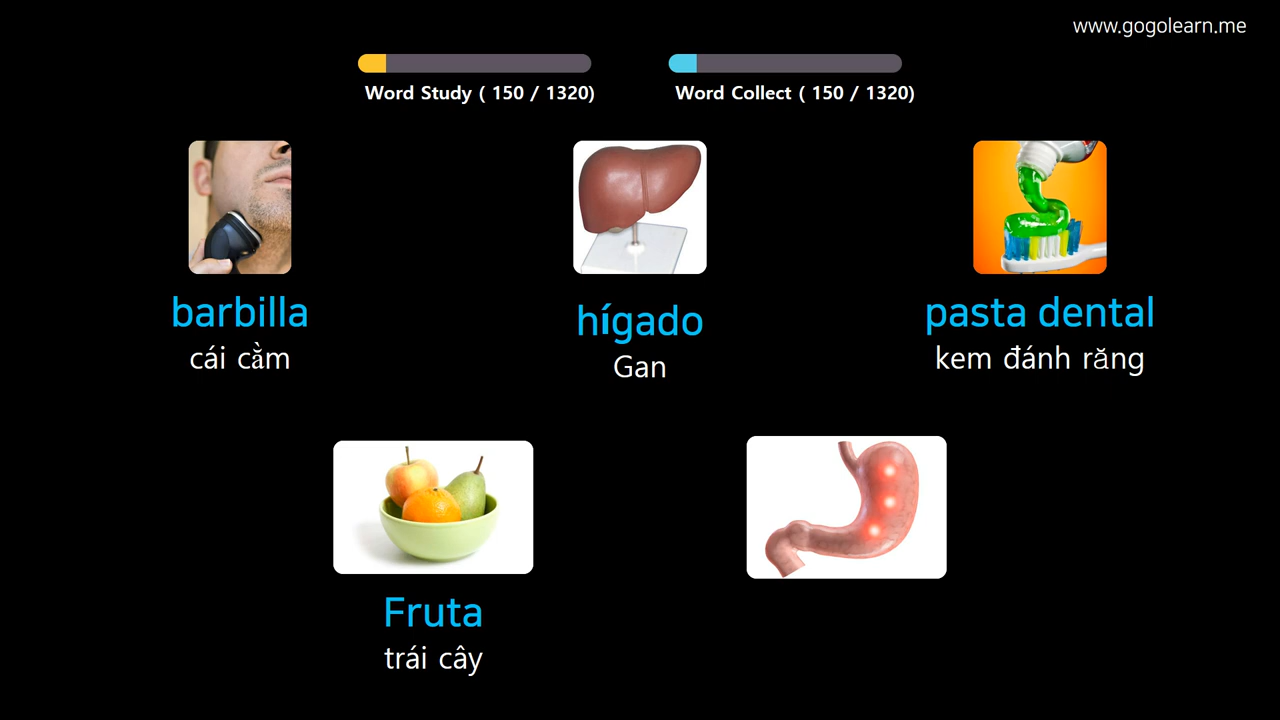 www.gogolearn.me
Word Study ( 150 / 1320)
Word Collect ( 150 / 1320)
barbilla
cái cằm
hígado
Gan
pasta dental
kem đánh răng
Fruta
trái cây